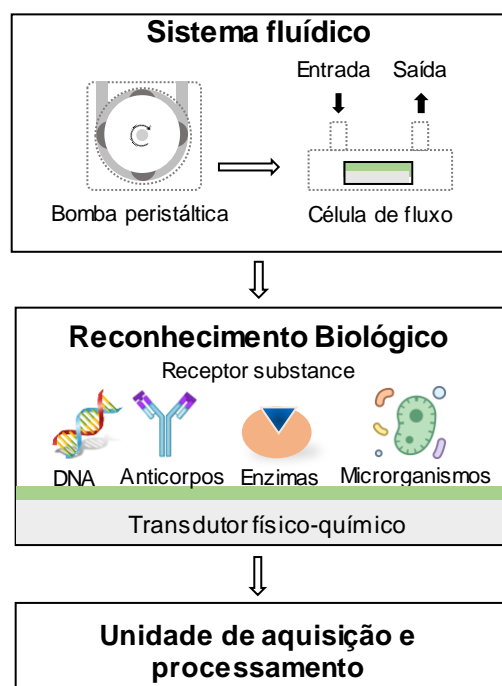 Sistema fluídico
Entrada Saída
Bomba peristáltica
Célula de fluxo
Reconhecimento Biológico
Receptor substance
DNA Anticorpos Enzimas Microrganismos
Transdutor físico-químico
Unidade de aquisição e
processamento